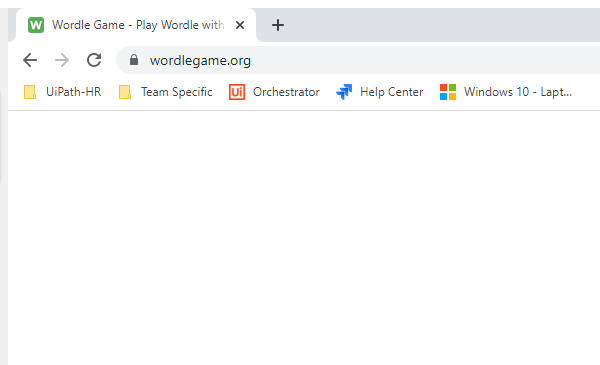 W Wordle Game - Play Wordle with
wordlegame.org
UiPath-HR Team Specific Ui Orchestrator Help Center Windows 10 - Lapt...